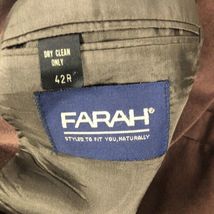 DRY CLEAN
ONLY
42R
FARAH®
STYLED TO FIT YOU, NATURALLY